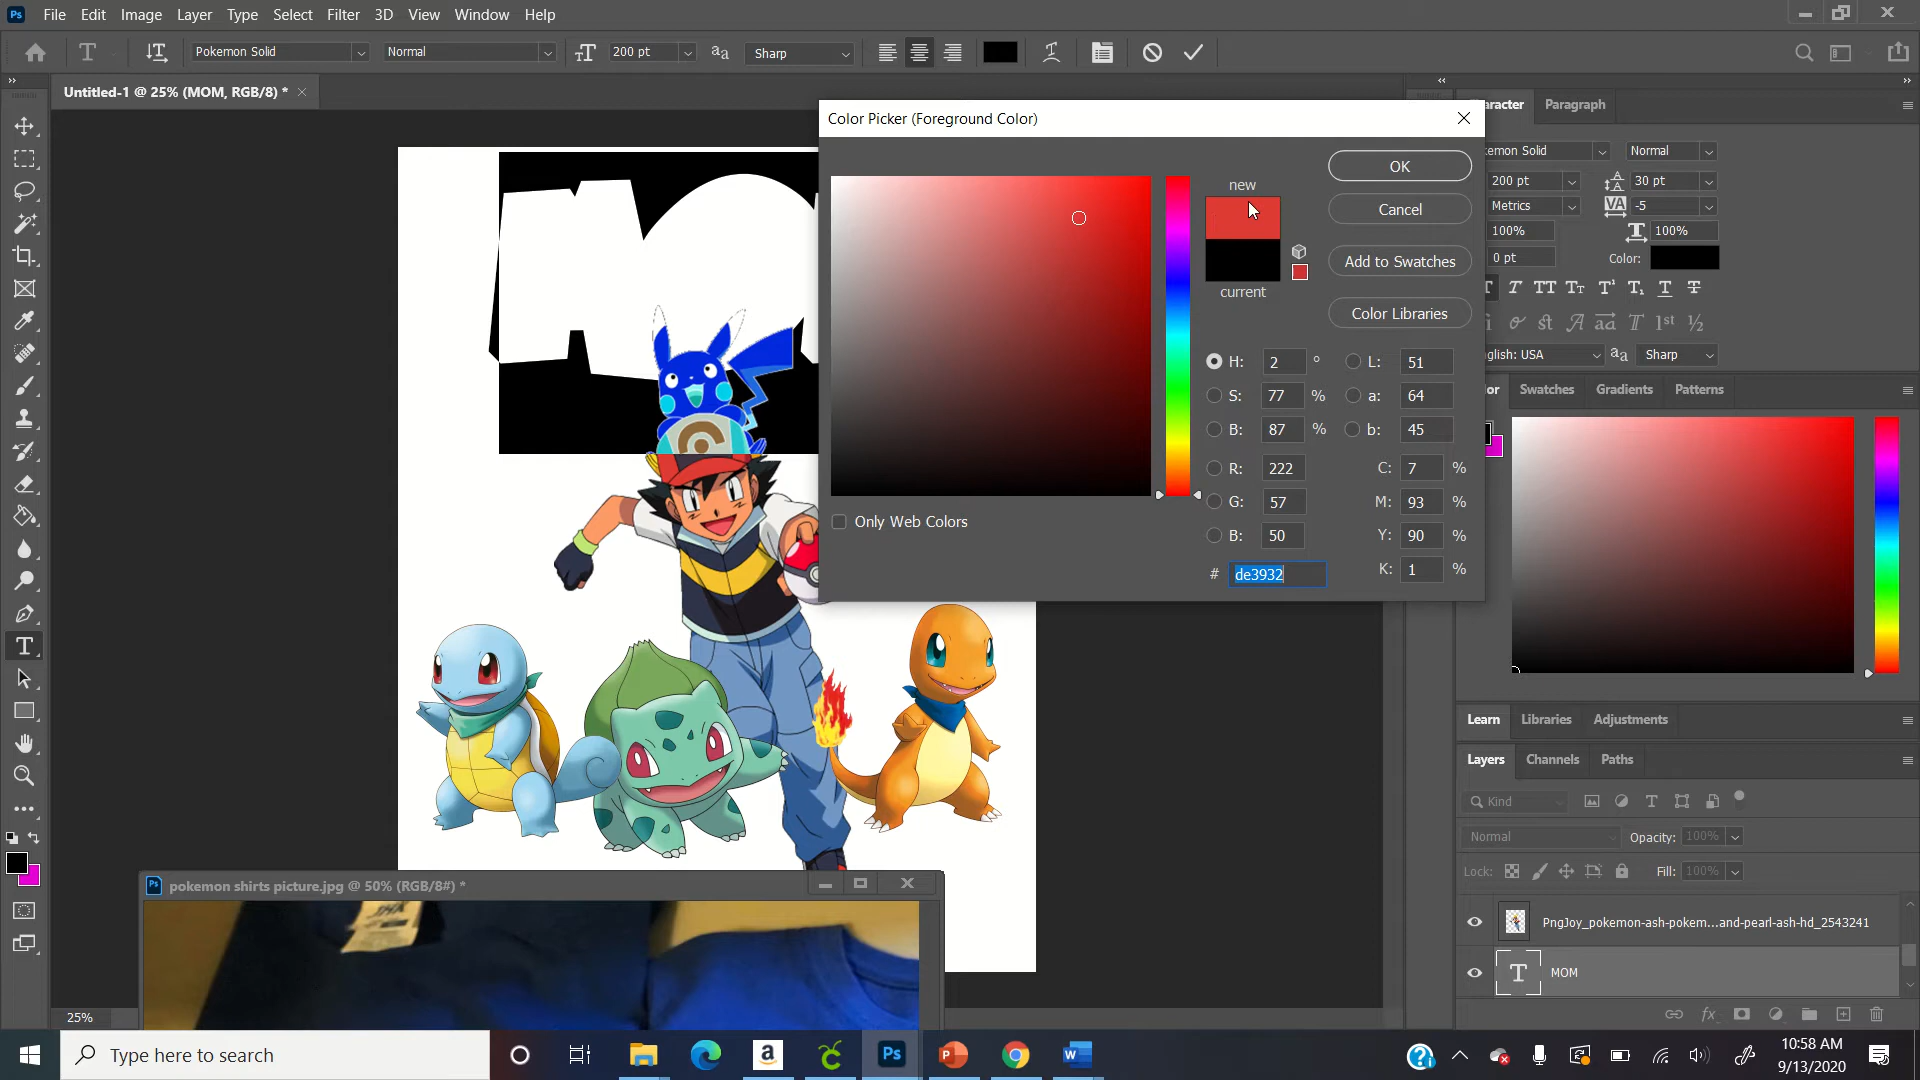 Ps File Edit Image Layer Type Select Filter 3D View Window Help
Pokemon Solid Normal 200 pt Sharp
Untitled-1 @ 25% (MOM, RGB/8) *
Color Picker (Foreground Color)
new
current
OK
Cancel
Add to Swatches
Color Libraries
H: 2 ° L: 51
S: 77 % a: 64
B: 87 % b: 45
R: 222 C: 7 %
G: 57 M: 93 %
B: 50 Y: 90 %
# de3932 K: 1 %
Only Web Colors
Paragraph
200 pt 30 pt
Metrics -5
100% 100%
0 pt Color:
USA Sharp
Swatches Gradients Patterns
Learn Libraries Adjustments
Layers Channels Paths
Kind
Normal Opacity: 100%
Lock: Fill: 100%
PngJoy_pokemon-ash-pokem...and-pearl-ash-hd_2543241
T MOM
Ps pokemon shirts picture.jpg @ 50% (RGB/8#) *
25%
Type here to search
10:58 AM
9/13/2020